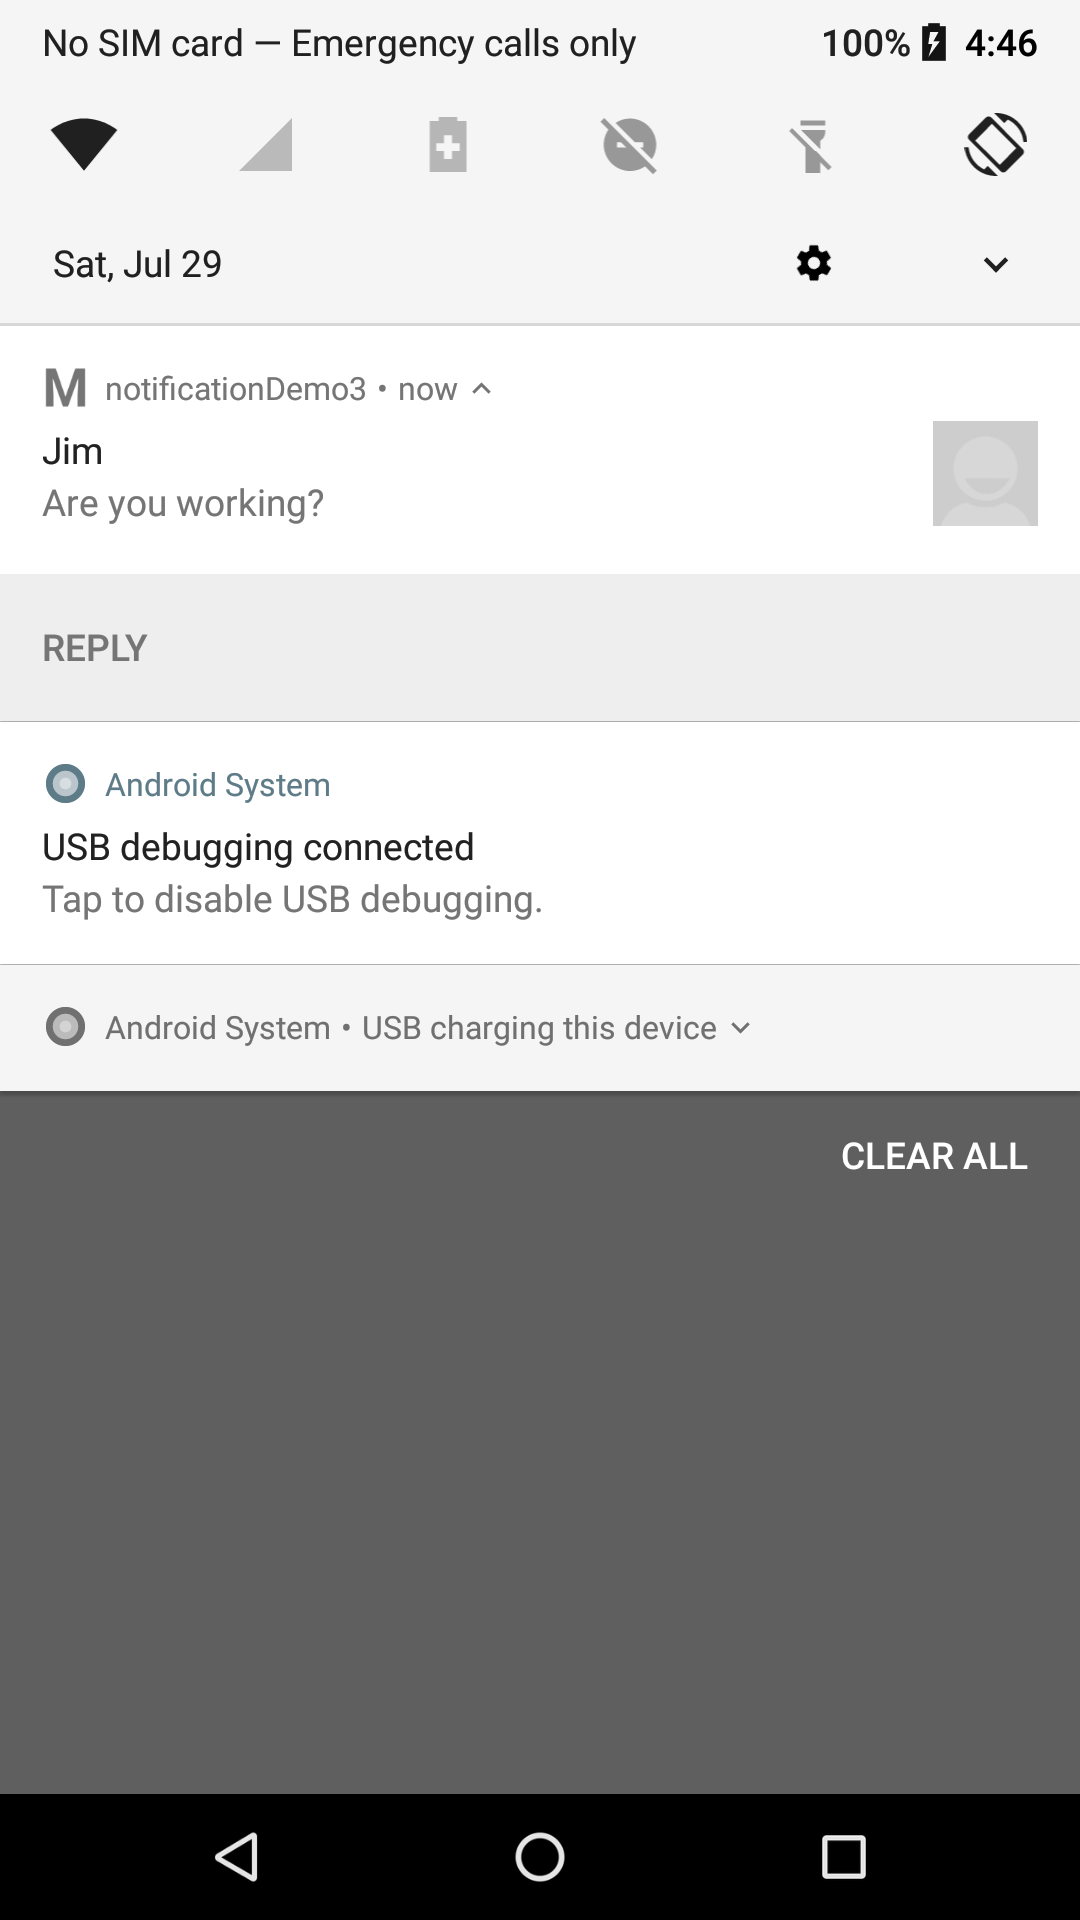 No SIM card — Emergency calls only 100% 4:46
Sat, Jul 29
M notificationDemo3 • now
Jim
Are you working?
REPLY
Android System
USB debugging connected
Tap to disable USB debugging.
Android System • USB charging this device
CLEAR ALL